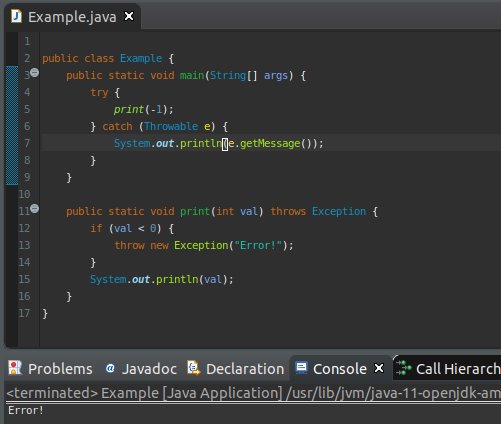 Example.java
1
2 public class Example {
3 public static void main(String[] args) {
4 try {
5 print(-1);
6 } catch (Throwable e) {
7 System.out.println(e.getMessage());
8 }
9 }
10
11 public static void print(int val) throws Exception {
12 if (val < 0) {
13 throw new Exception("Error!");
14 }
15 System.out.println(val);
16 }
17 }
Problems @ Javadoc Declaration Console Call Hierarch
<terminated> Example [Java Application] /usr/lib/jvm/java-11-openjdk-am
Error!